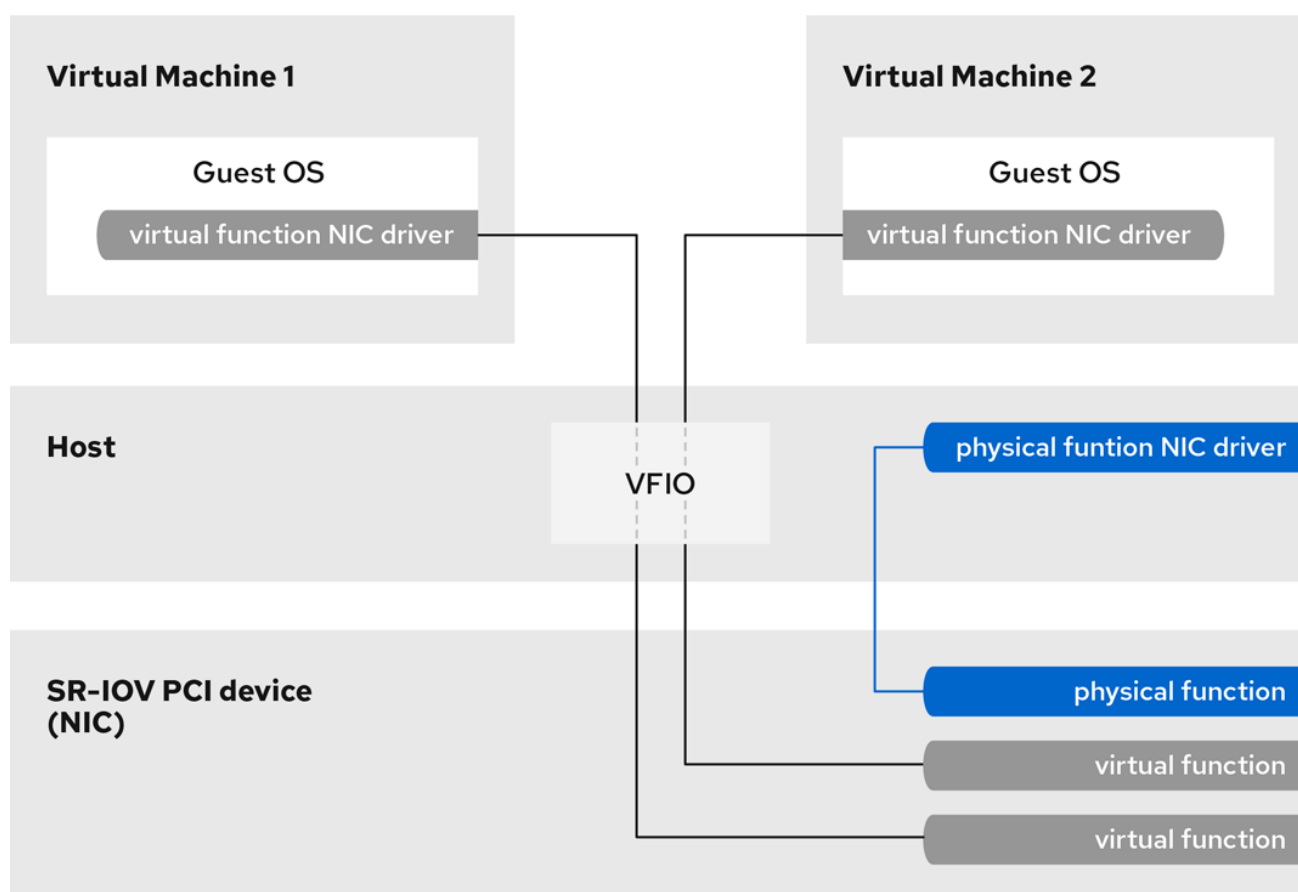 Virtual Machine 1
Guest OS
virtual function NIC driver
Virtual Machine 2
Guest OS
virtual function NIC driver
Host
VFIO
physical funtion NIC driver
SR-IOV PCI device
(NIC)
physical function
virtual function
virtual function